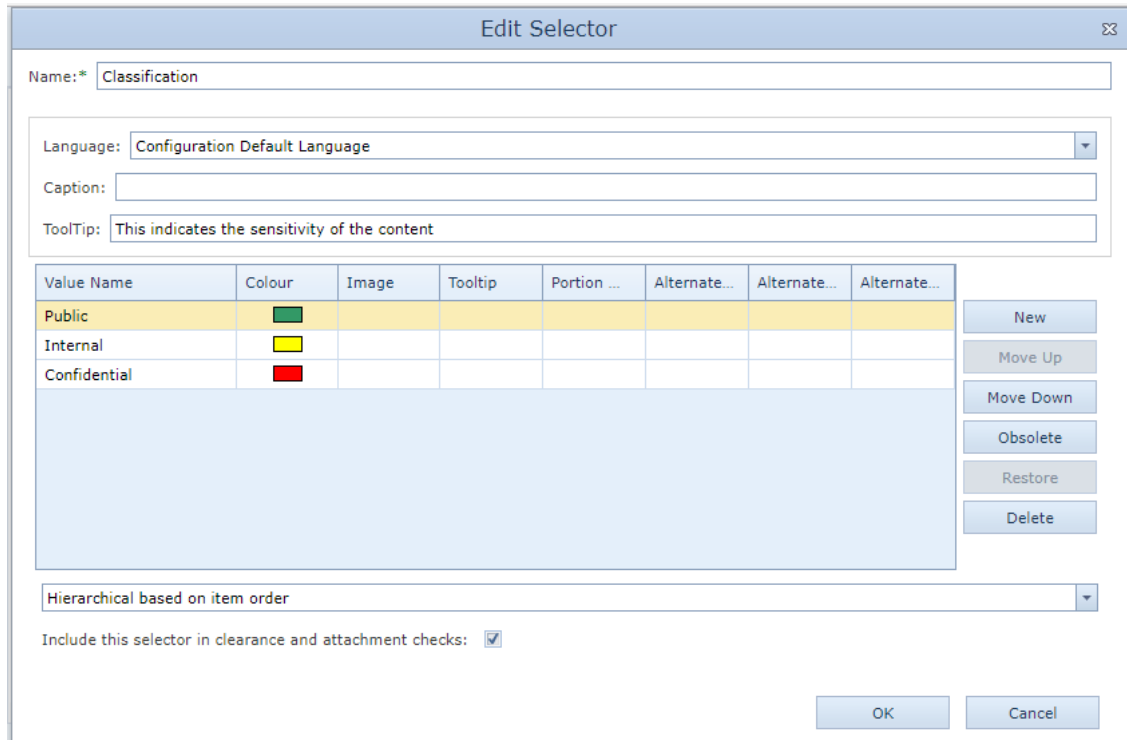 Edit Selector
Name:* Classification
Language: Configuration Default Language
Caption:
ToolTip: This indicates the sensitivity of the content
Value Name Colour Image Tooltip Portion ... Alternate... Alternate... Alternate...
Public
Internal
Confidential
New
Move Up
Move Down
Obsolete
Restore
Delete
Hierarchical based on item order
Include this selector in clearance and attachment checks:
OK Cancel